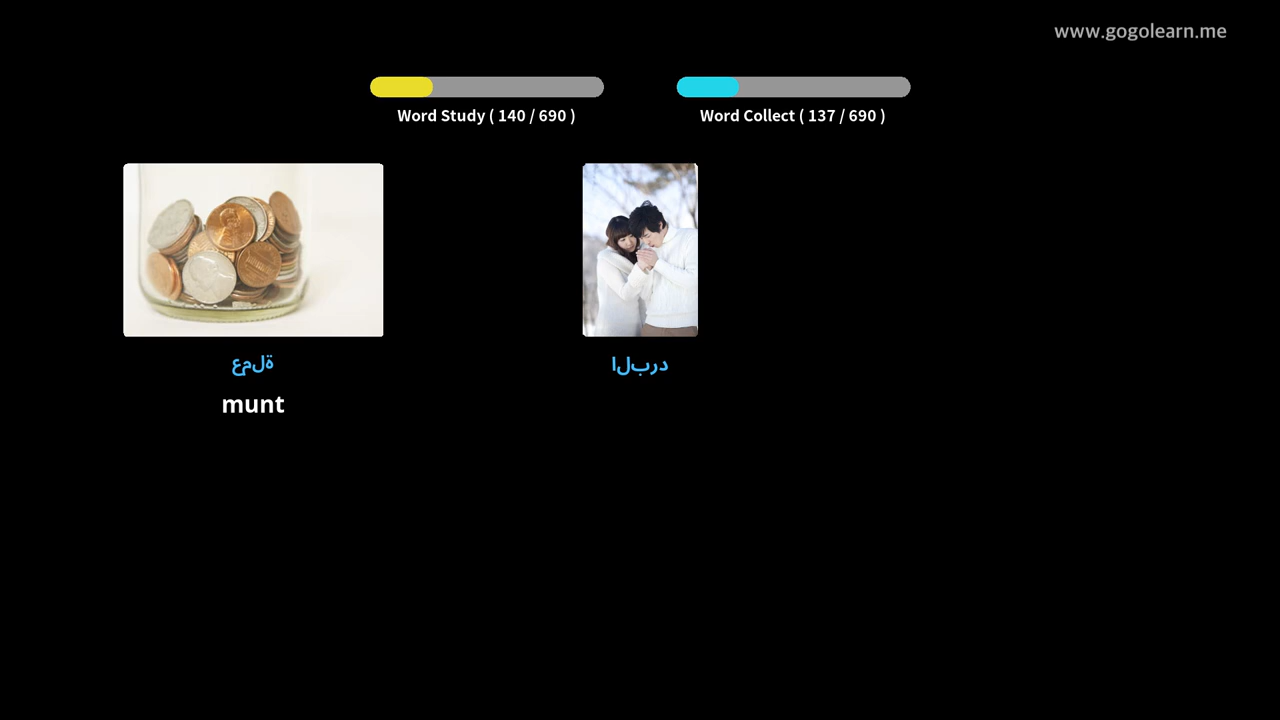 www.gogolearn.me
Word Study ( 140 / 690 )
Word Collect ( 137 / 690 )
عملة
البرد
munt